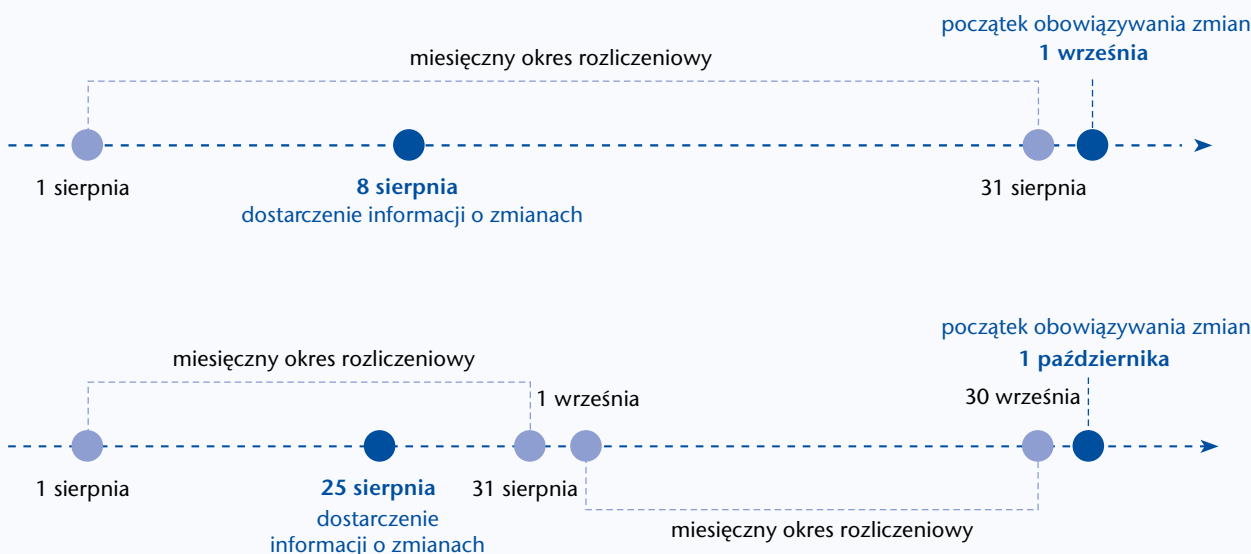 początek obowiązywania zmian
1 września
miesięczny okres rozliczeniowy
1 sierpnia
8 sierpnia
dostarczenie informacji o zmianach
31 sierpnia
początek obowiązywania zmian
1 października
miesięczny okres rozliczeniowy
1 września
30 września
1 sierpnia
25 sierpnia
dostarczenie
informacji o zmianach
31 sierpnia
miesięczny okres rozliczeniowy